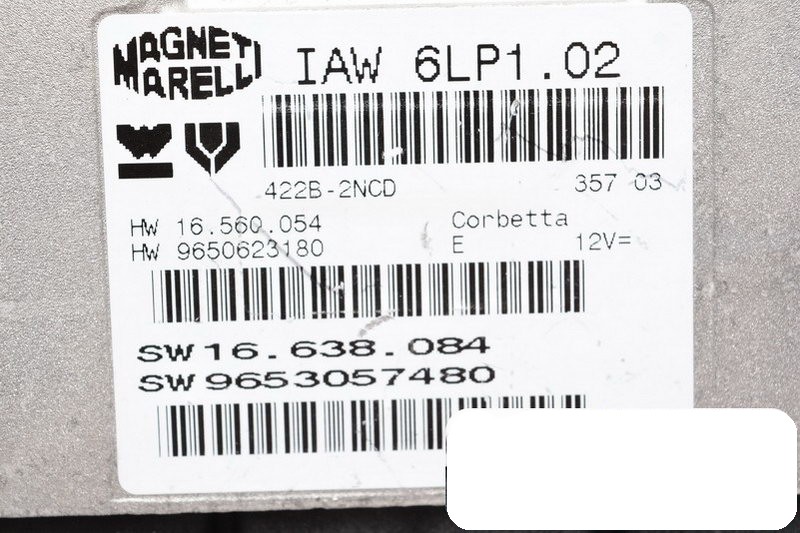 MAGNETI
MARELLI
IAW 6LP1.02
422B-2NCD 357 03
HW 16.560.054 Corbetta
HW 9650623180 E 12V=
SW 16.638.084
SW 9653057480